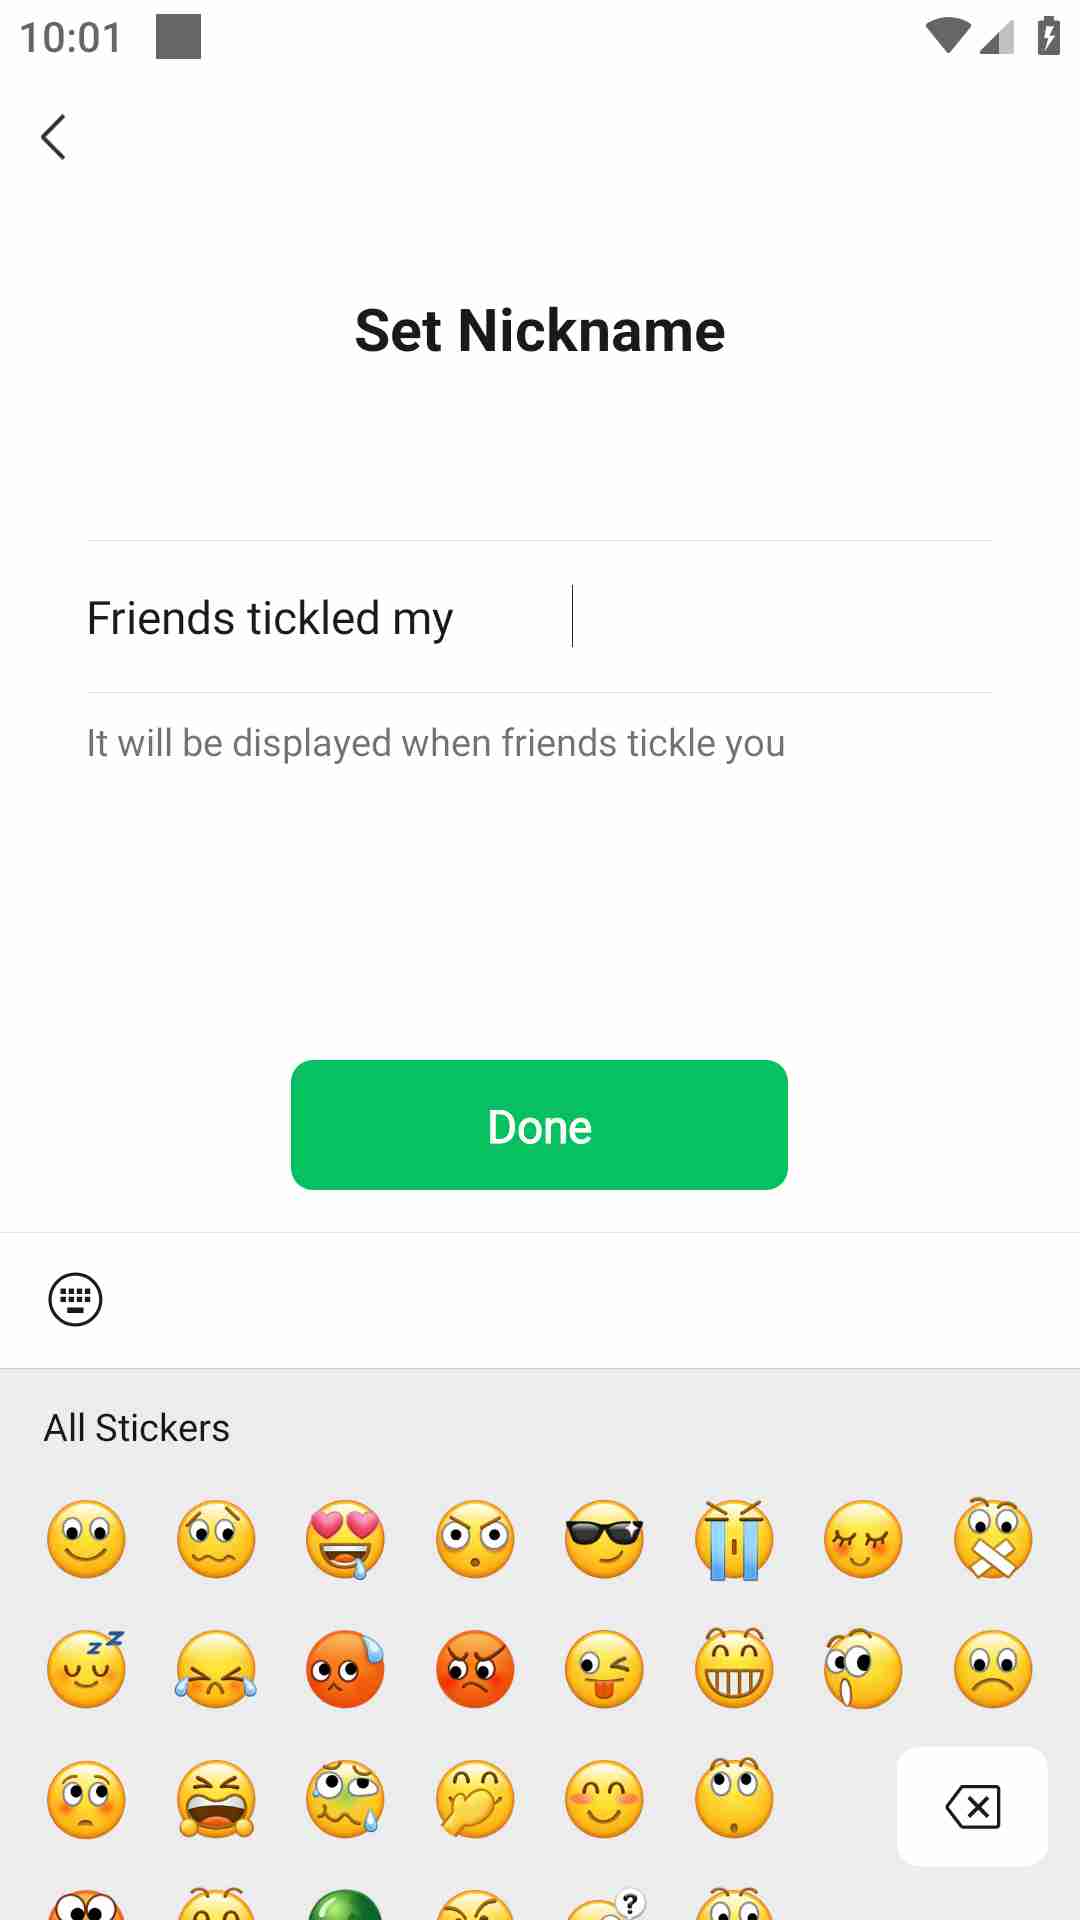 10:01
Set Nickname
Friends tickled my
It will be displayed when friends tickle you
Done
All Stickers